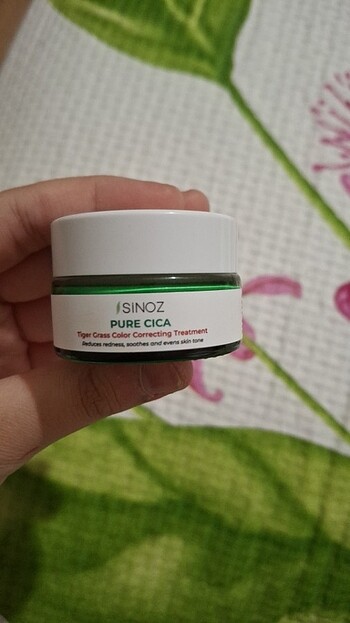 SINOZ
PURE CICA
Tiger Grass Color Correcting Treatment
Reduces redness, soothes and evens skin tone